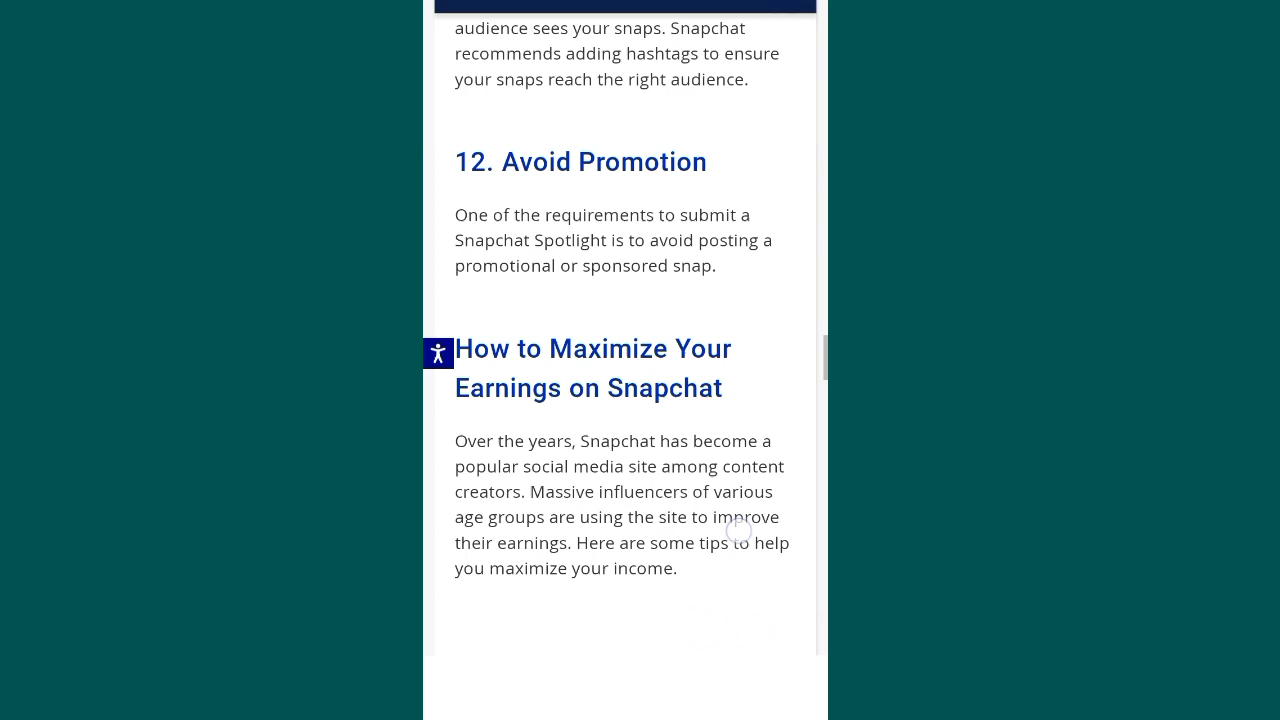 audience sees your snaps. Snapchat
recommends adding hashtags to ensure
your snaps reach the right audience.
12. Avoid Promotion
One of the requirements to submit a
Snapchat Spotlight is to avoid posting a
promotional or sponsored snap.
How to Maximize Your
Earnings on Snapchat
Over the years, Snapchat has become a
popular social media site among content
creators. Massive influencers of various
age groups are using the site to improve
their earnings. Here are some tips to help
you maximize your income.